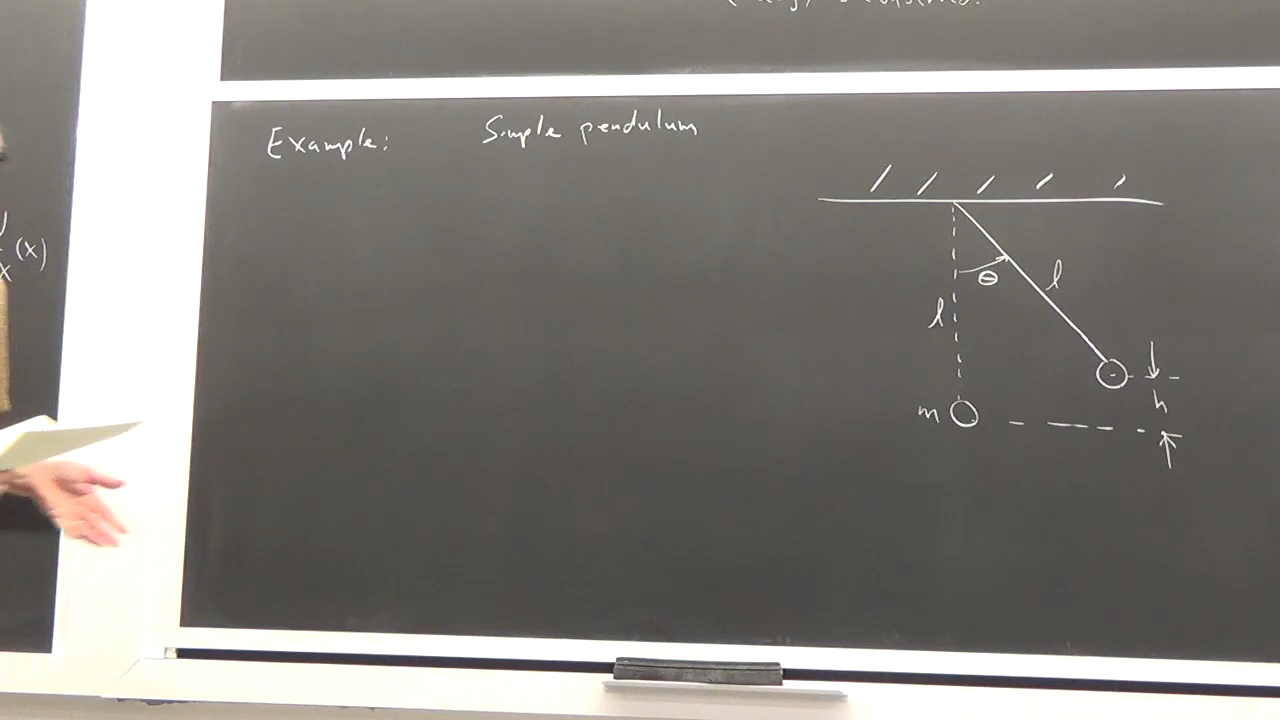 Example: Simple pendulum
(x)
x
θ
l
l
h
m